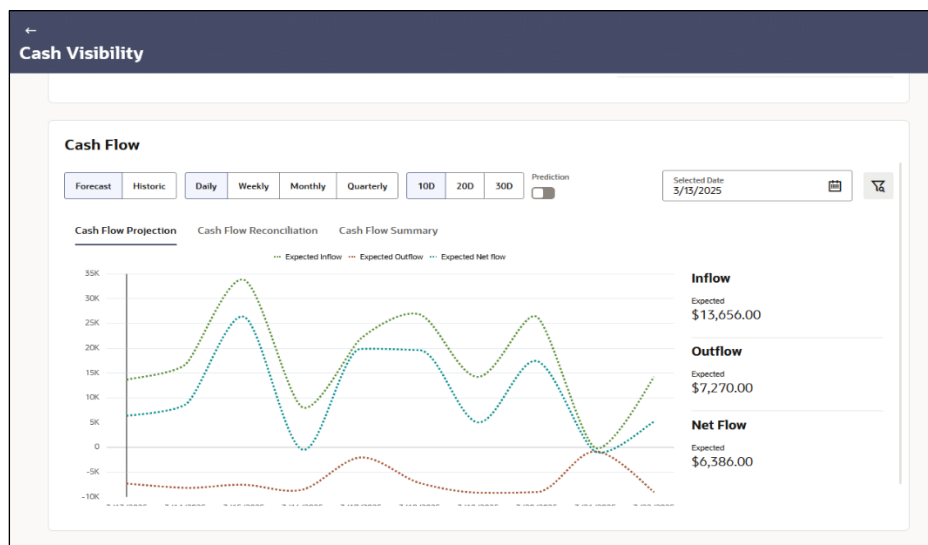 ←
Cash Visibility
Cash Flow
Forecast Historic Daily Weekly Monthly Quarterly 10D 20D 30D Prediction
Selected Date
3/13/2025
Cash Flow Projection Cash Flow Reconciliation Cash Flow Summary
Expected Inflow Expected Outflow Expected Net flow
35K
30K
25K
20K
15K
10K
5K
0
-5K
-10K
Inflow
Expected
$13,656.00
Outflow
Expected
$7,270.00
Net Flow
Expected
$6,386.00